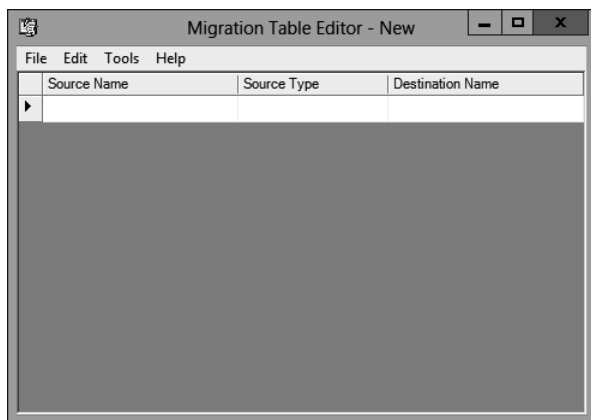 Migration Table Editor - New
File Edit Tools Help
Source Name Source Type Destination Name